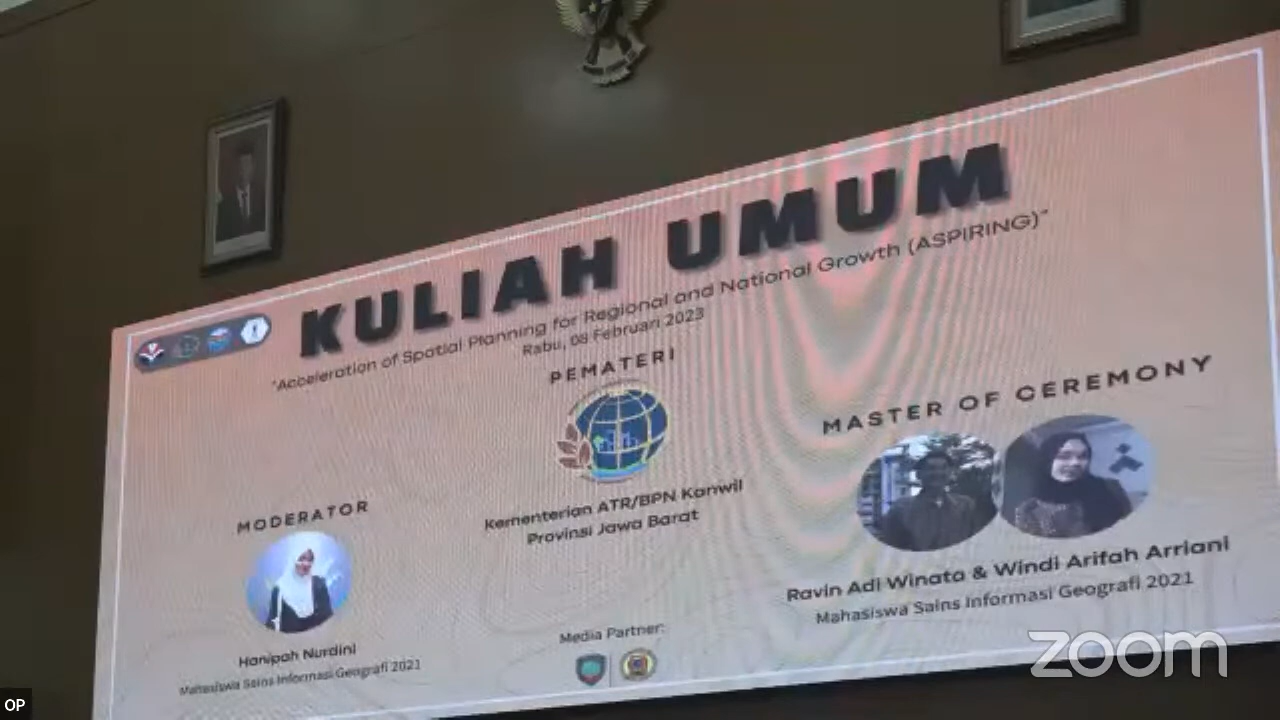 KULIAH UMUM
"Acceleration of Spatial Planning for Regional and National Growth (ASPIRING)"
Rabu, 08 Februari 2023
PEMATERI
Kementerian ATR/BPN Kanwil
Provinsi Jawa Barat
MASTER OF CEREMONY
Ravin Adi Winata & Windi Arifah Arriani
Mahasiswa Sains Informasi Geografi 2021
MODERATOR
Hanipah Nurdini
Mahasiswa Sains Informasi Geografi 2021
Media Partner:
zoom
OP